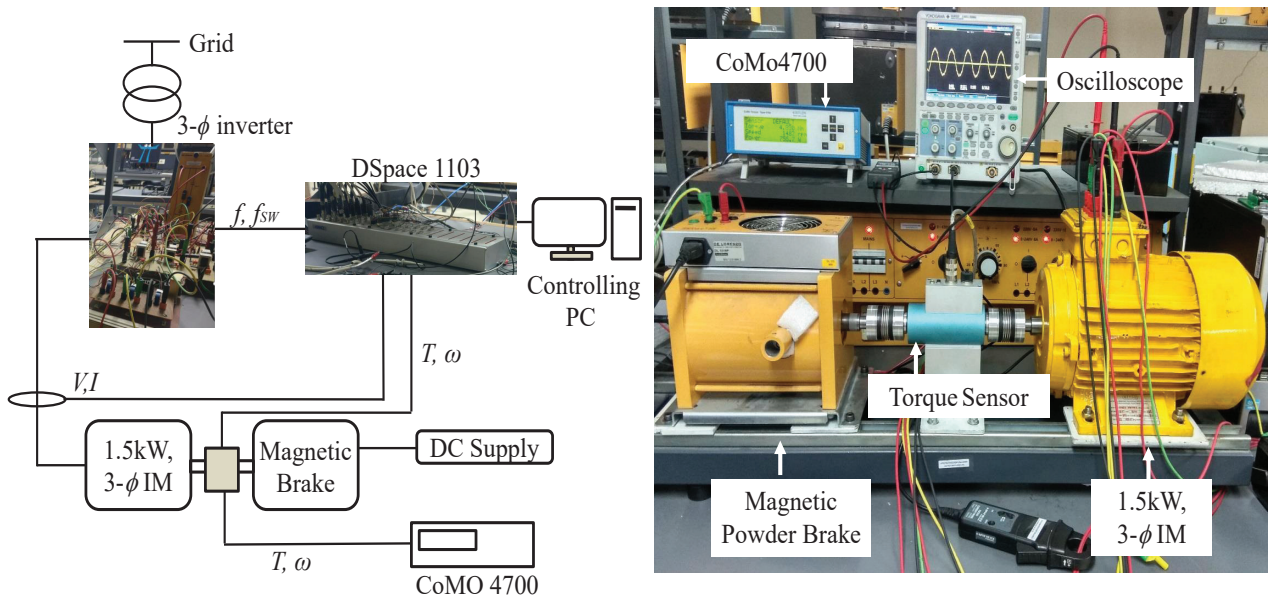 Grid
3-ϕ inverter
DSpace 1103
f, fSW
Controlling
PC
T, ω
V,I
1.5kW,
3-ϕ IM
Magnetic
Brake
DC Supply
T, ω
CoMO 4700
CoMo4700
YOKOGAWA
Oscilloscope
Torque Sensor
Magnetic
Powder Brake
1.5kW,
3-ϕ IM